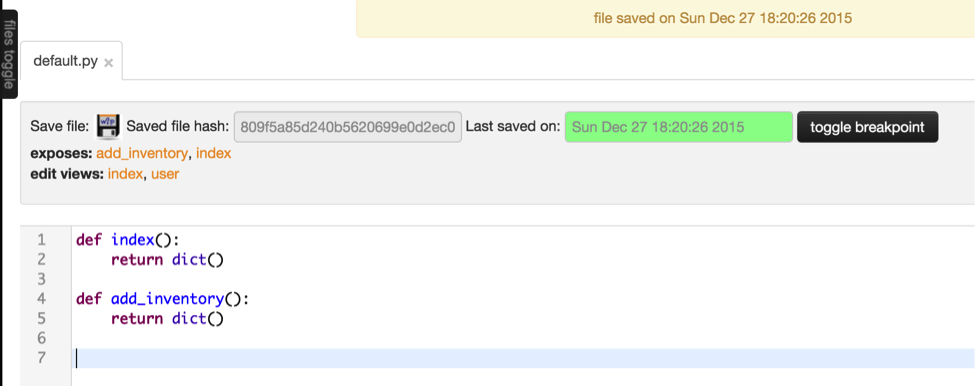 file saved on Sun Dec 27 18:20:26 2015
files toggle
default.py ×
Save file: Saved file hash: 809f5a85d240b5620699e0d2ec0 Last saved on: Sun Dec 27 18:20:26 2015 toggle breakpoint
exposes: add_inventory, index
edit views: index, user
1 def index():
2     return dict()
3
4 def add_inventory():
5     return dict()
6
7